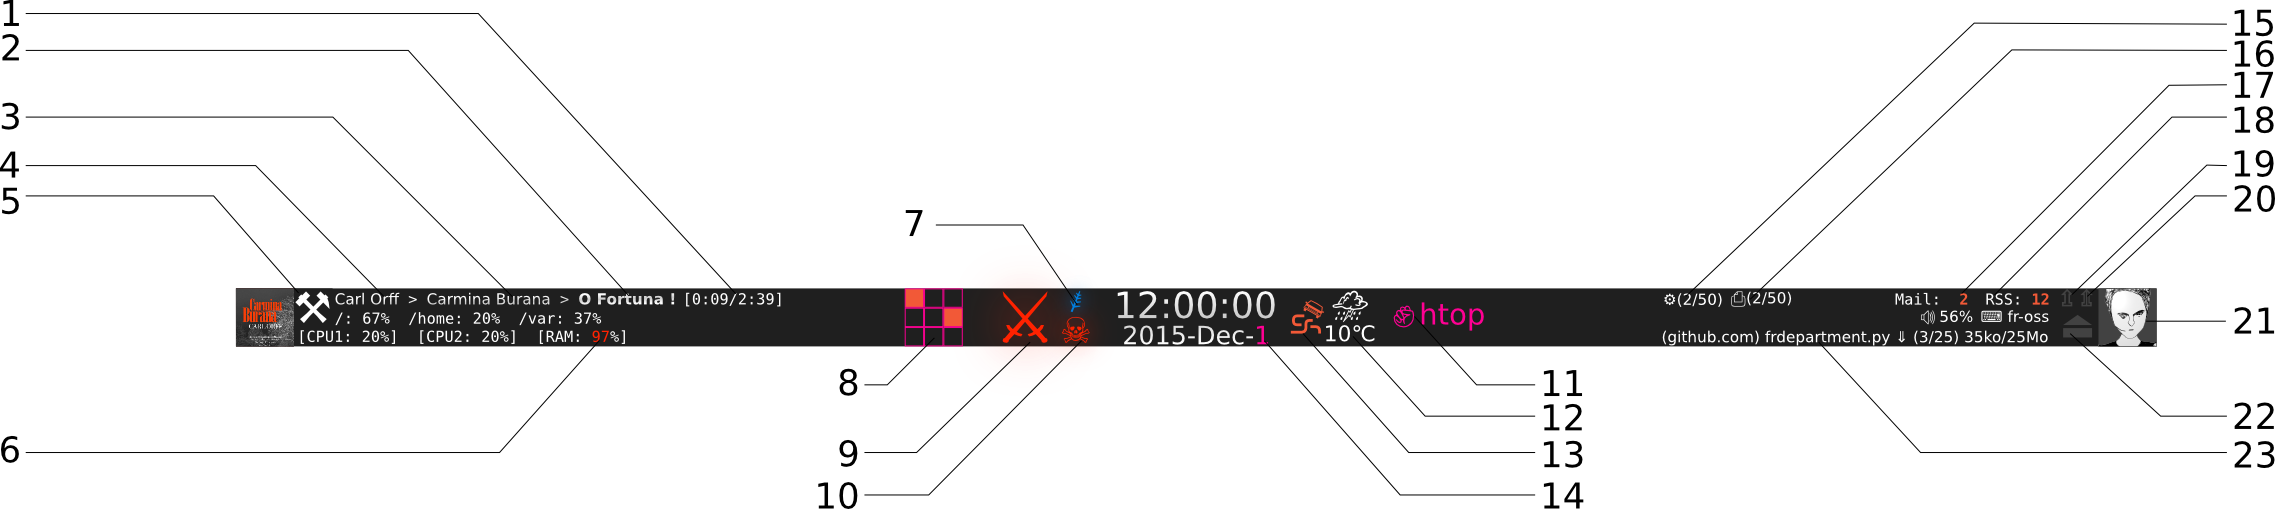 1
2
3
4
5
6
7
8
9
10
Carmina
Burana
CARL ORFF
Carl Orff > Carmina Burana > O Fortuna ! [0:09/2:39]
/: 67% /home: 20% /var: 37%
[CPU1: 20%] [CPU2: 20%] [RAM: 97%]
12:00:00
2015-Dec-1
10°C
htop
(2/50) (2/50)
Mail: 2 RSS: 12
56% fr-oss
(github.com) frdepartment.py ⇓ (3/25) 35ko/25Mo
11
12
13
14
15
16
17
18
19
20
21
22
23